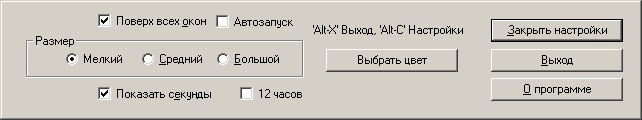 Поверх всех окон
Автозапуск
'Alt-X' Выход, 'Alt-C' Настройки
Закрыть настройки
Размер
Мелкий
Средний
Большой
Выбрать цвет
Выход
Показать секунды
12 часов
О программе